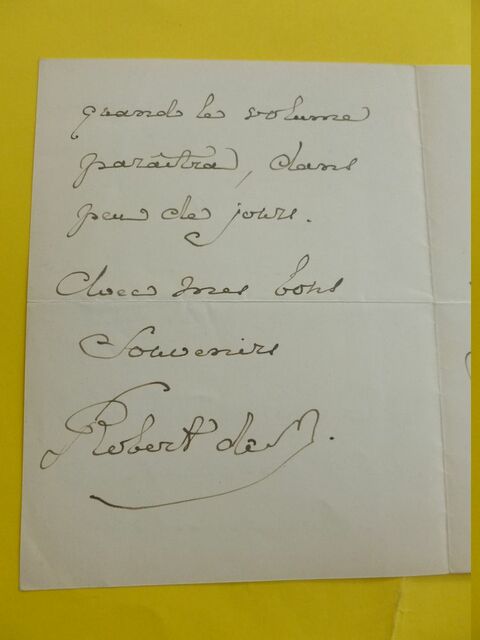 quand le volume
paraîtra, dans
peu de jours.
Avec mes bons
Souvenirs
Robert de M.